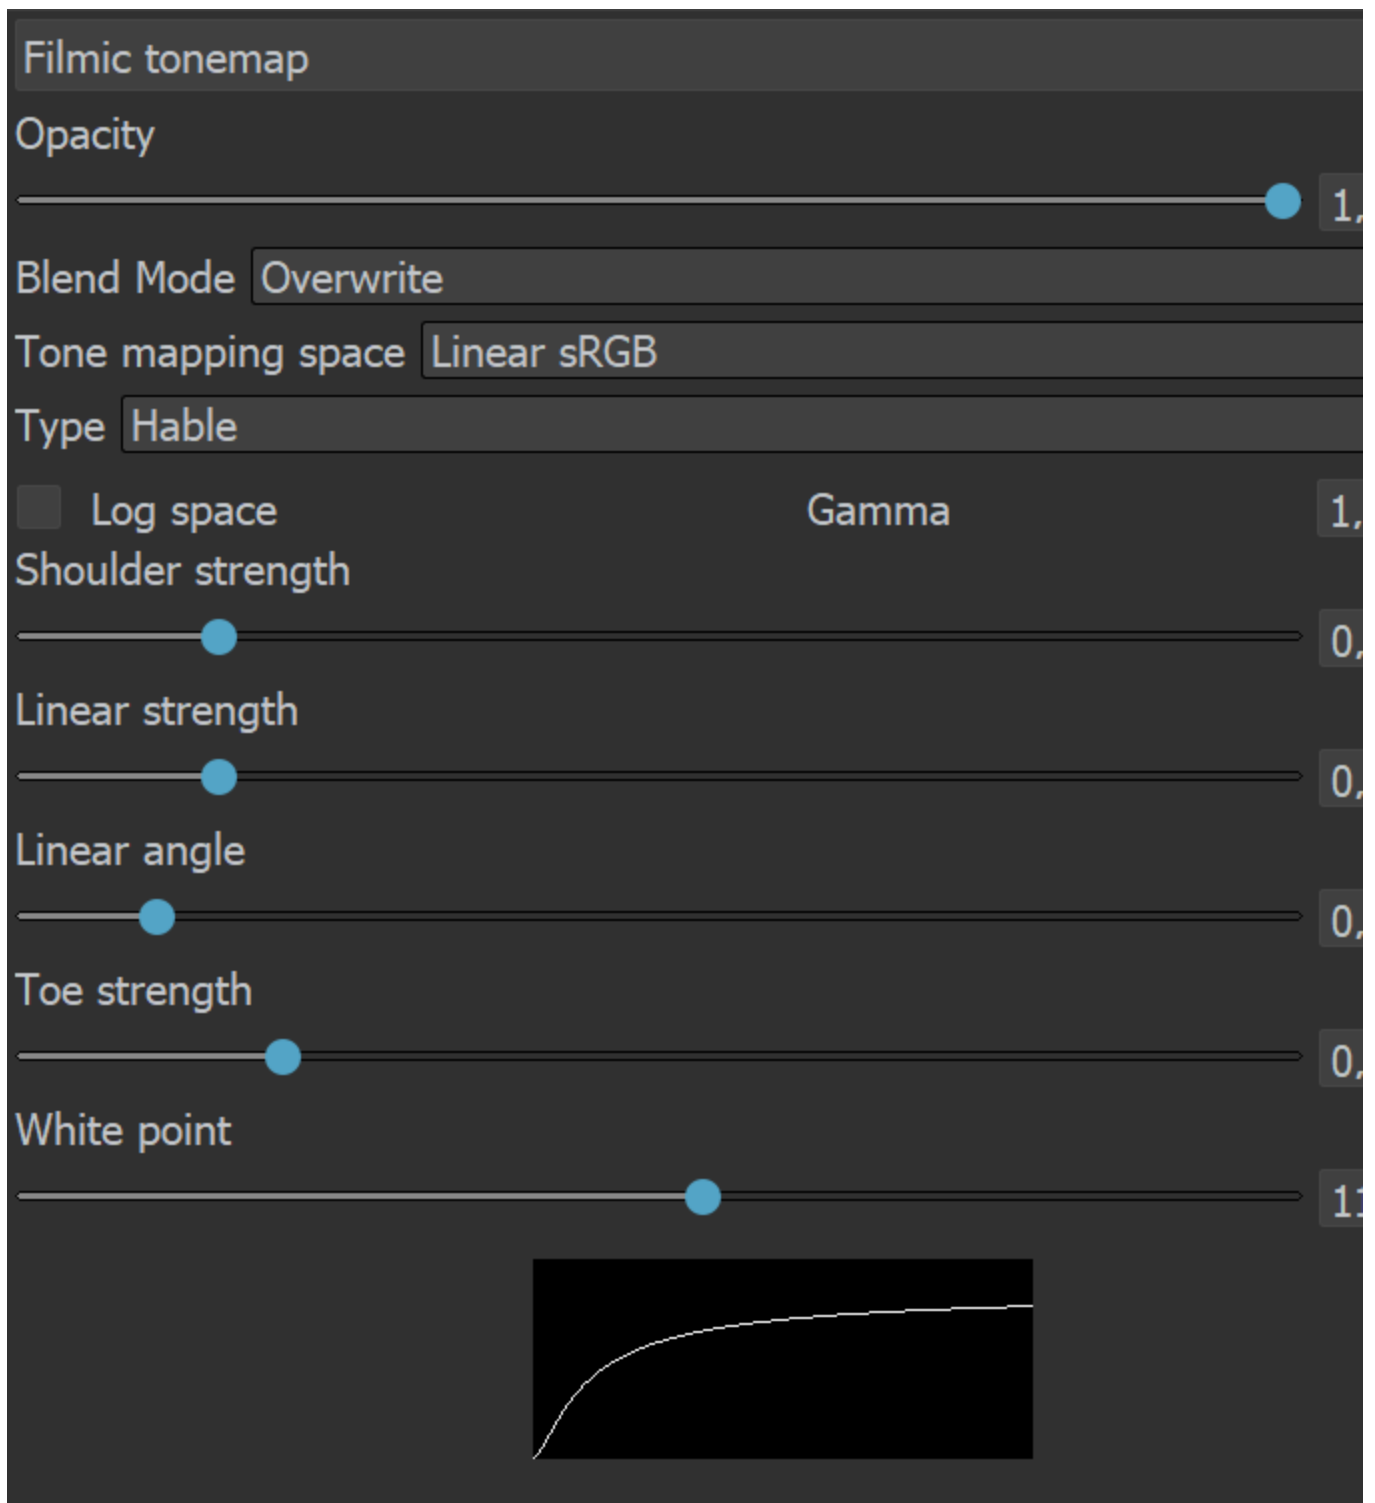 Filmic tonemap
Opacity
1,
Blend Mode Overwrite
Tone mapping space Linear sRGB
Type Hable
Log space Gamma 1,
Shoulder strength
0,
Linear strength
0,
Linear angle
0,
Toe strength
0,
White point
11